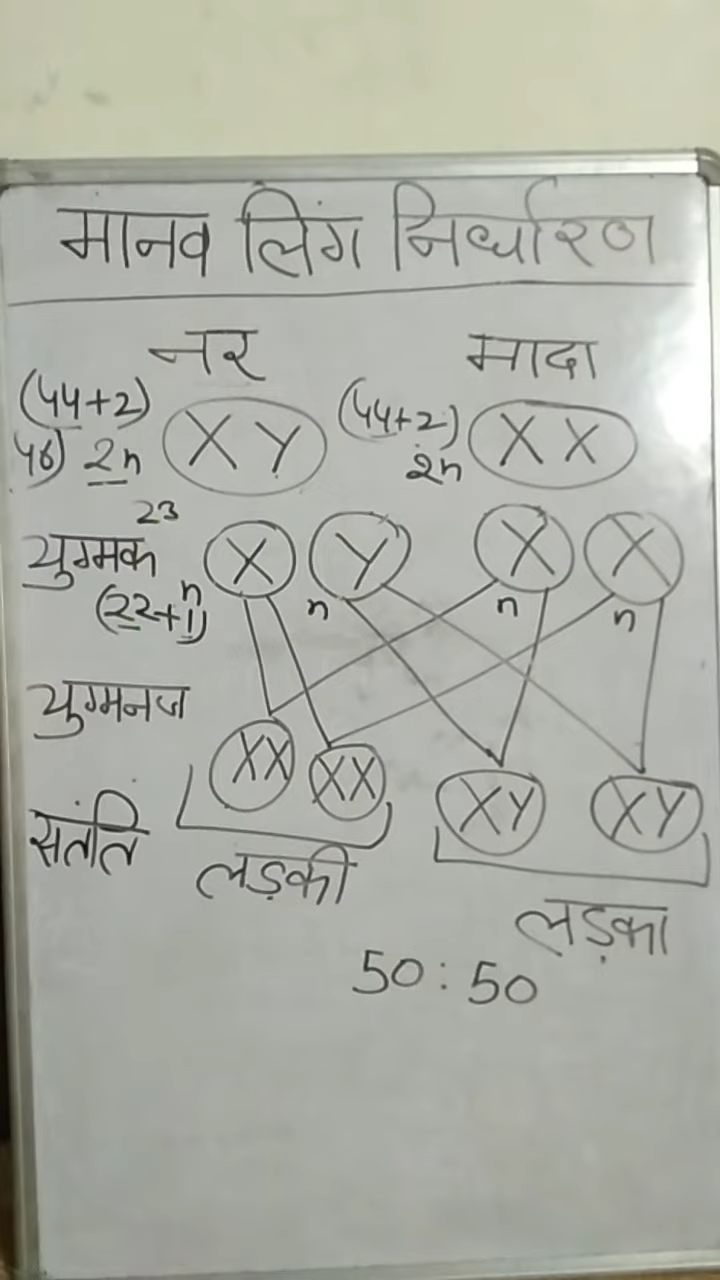 मानव लिंग निर्धारण
नर मादा
(44+2) XY (44+2) XX
46) 2n 2n
23
युग्मक X Y X X
(22+1) n n n n
युग्मनज
XX XX XY XY
संतति
लड़की लड़का
50 : 50